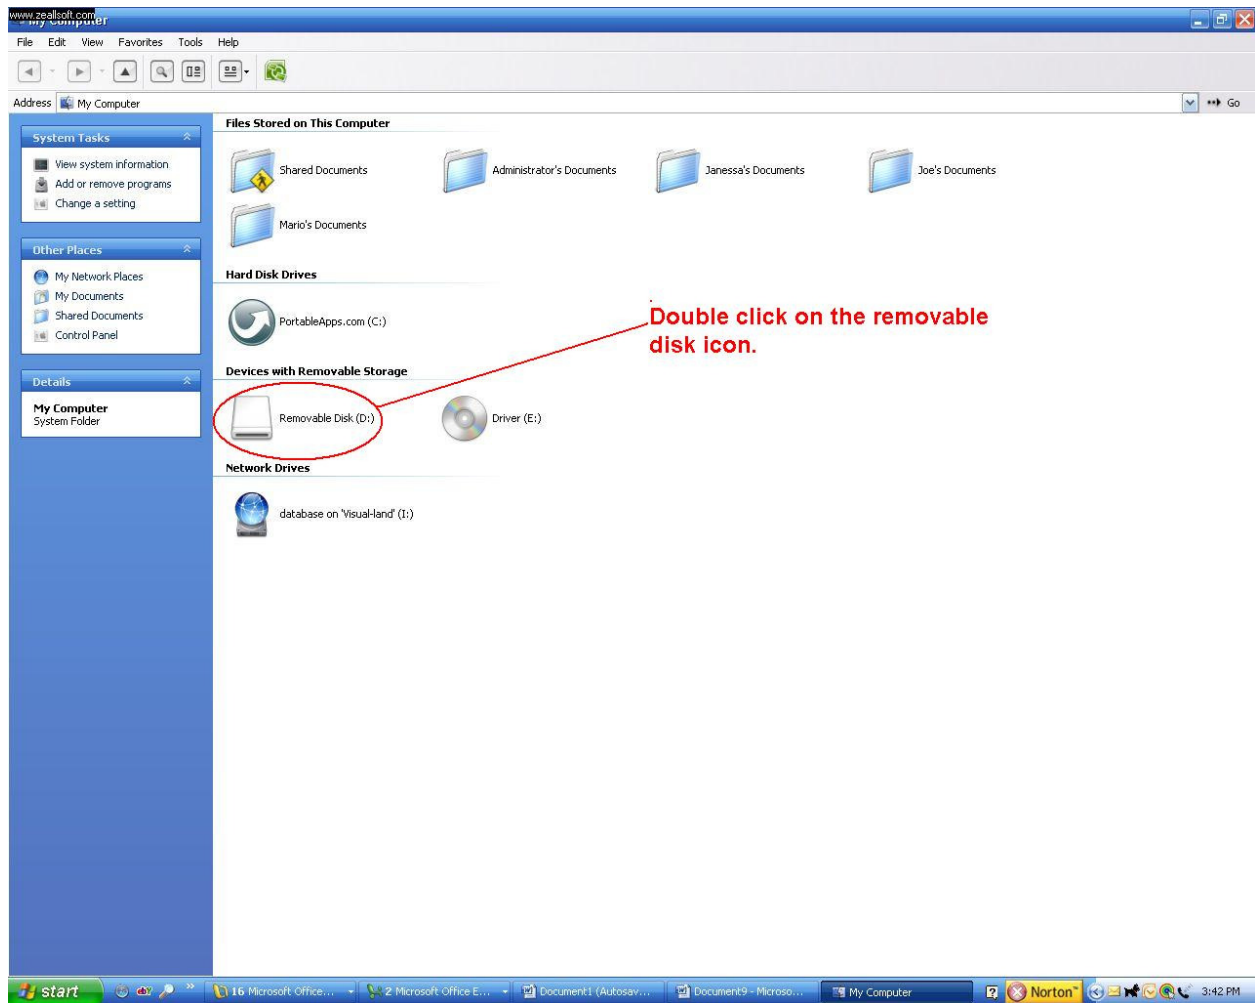 www.zeallsoft.com
My Computer
File Edit View Favorites Tools Help
Address My Computer Go
System Tasks
View system information
Add or remove programs
Change a setting
Other Places
My Network Places
My Documents
Shared Documents
Control Panel
Details
My Computer
System Folder
Files Stored on This Computer
Shared Documents Administrator's Documents Janessa's Documents Joe's Documents
Mario's Documents
Hard Disk Drives
PortableApps.com (C:)
Double click on the removable
disk icon.
Devices with Removable Storage
Removable Disk (D:) Driver (E:)
Network Drives
database on 'Visual-land' (I:)
start 16 Microsoft Office... 2 Microsoft Office E... Document1 (Autosav... Document9 - Microso... My Computer Norton™ 3:42 PM